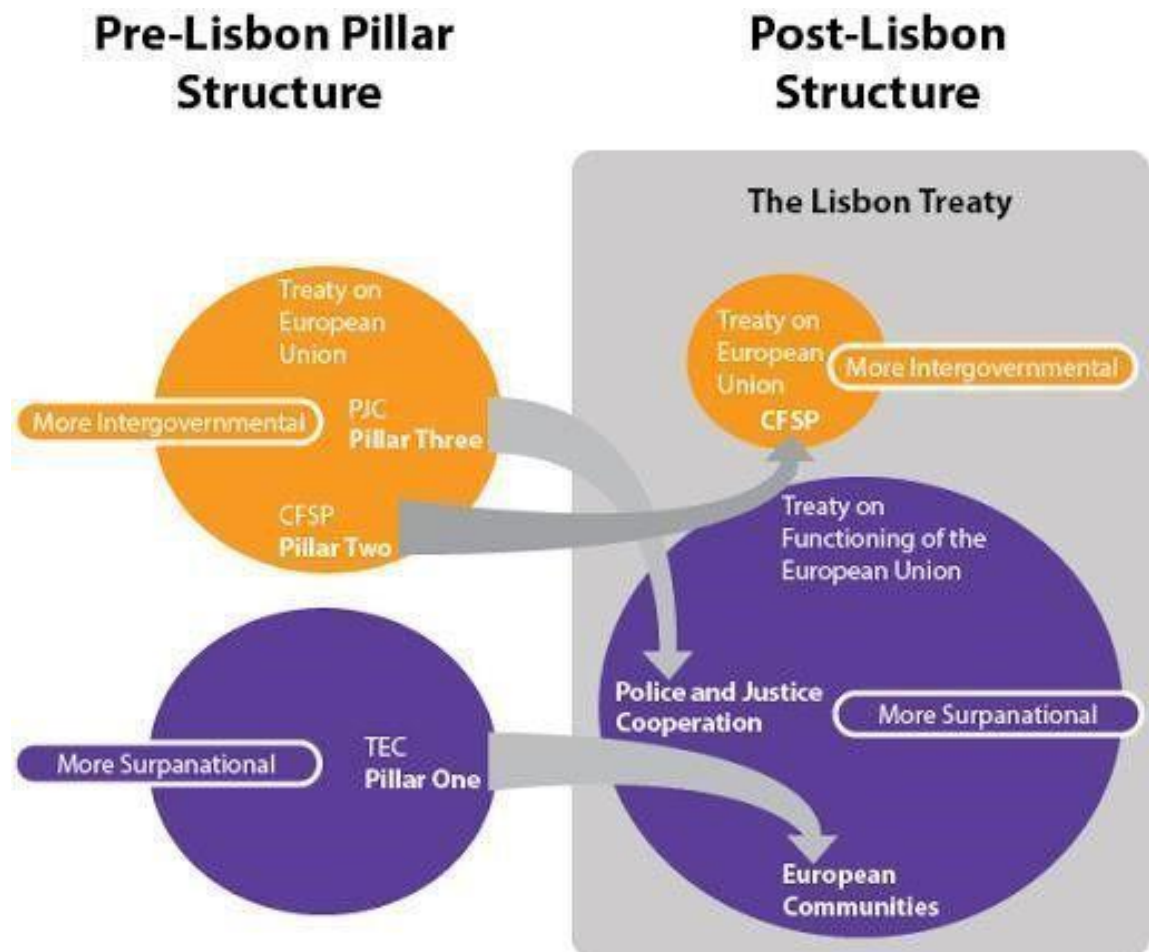 Pre-Lisbon Pillar
Structure
Post-Lisbon
Structure
The Lisbon Treaty
Treaty on
European
Union
More Intergovernmental
PJC
Pillar Three
CFSP
Pillar Two
More Surpanational
TEC
Pillar One
Treaty on
European
Union
CFSP
More Intergovernmental
Treaty on
Functioning of the
European Union
Police and Justice
Cooperation
More Surpanational
European
Communities